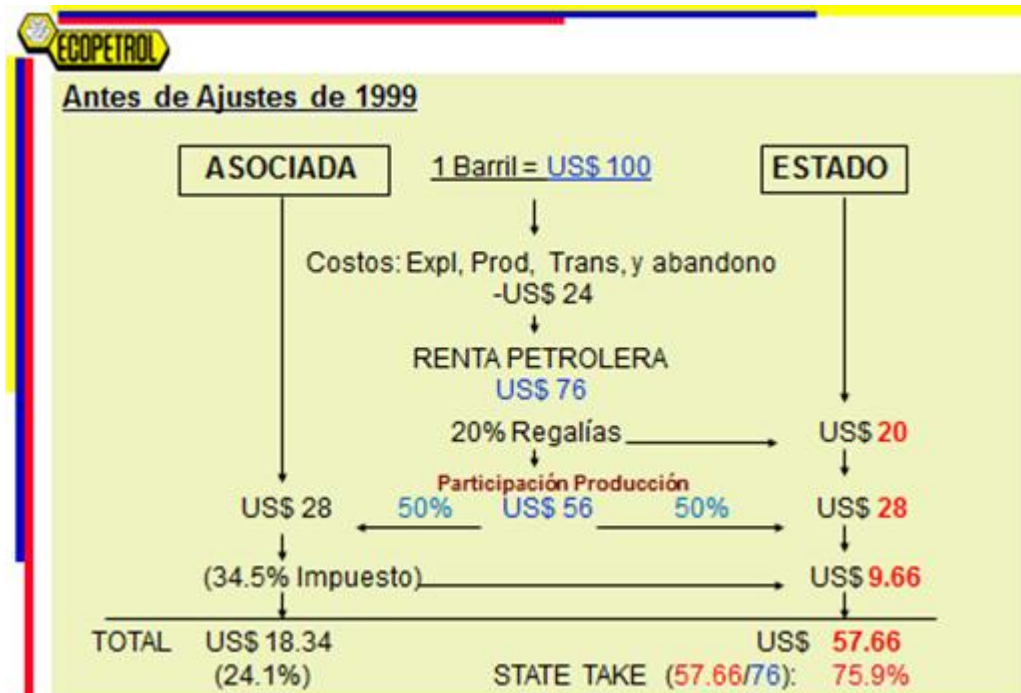 ECOPETROL
Antes de Ajustes de 1999
ASOCIADA 1 Barril = US$ 100 ESTADO
Costos: Expl, Prod, Trans, y abandono
-US$ 24
RENTA PETROLERA
US$ 76
20% Regalías US$ 20
Participación Producción
US$ 28 50% US$ 56 50% US$ 28
(34.5% Impuesto) US$ 9.66
TOTAL US$ 18.34 US$ 57.66
(24.1%) STATE TAKE (57.66/76): 75.9%